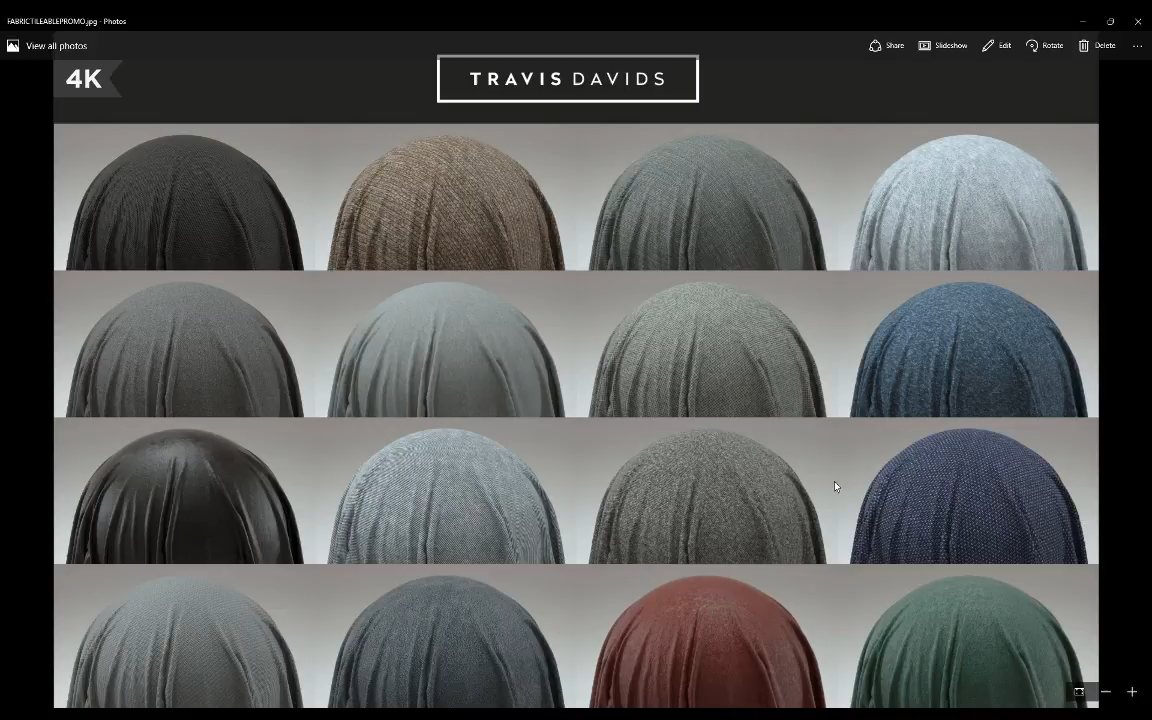 FABRICTILEABLEPROMO.jpg - Photos
View all photos
Share
Slideshow
Edit
Rotate
Delete
4K
TRAVIS DAVIDS